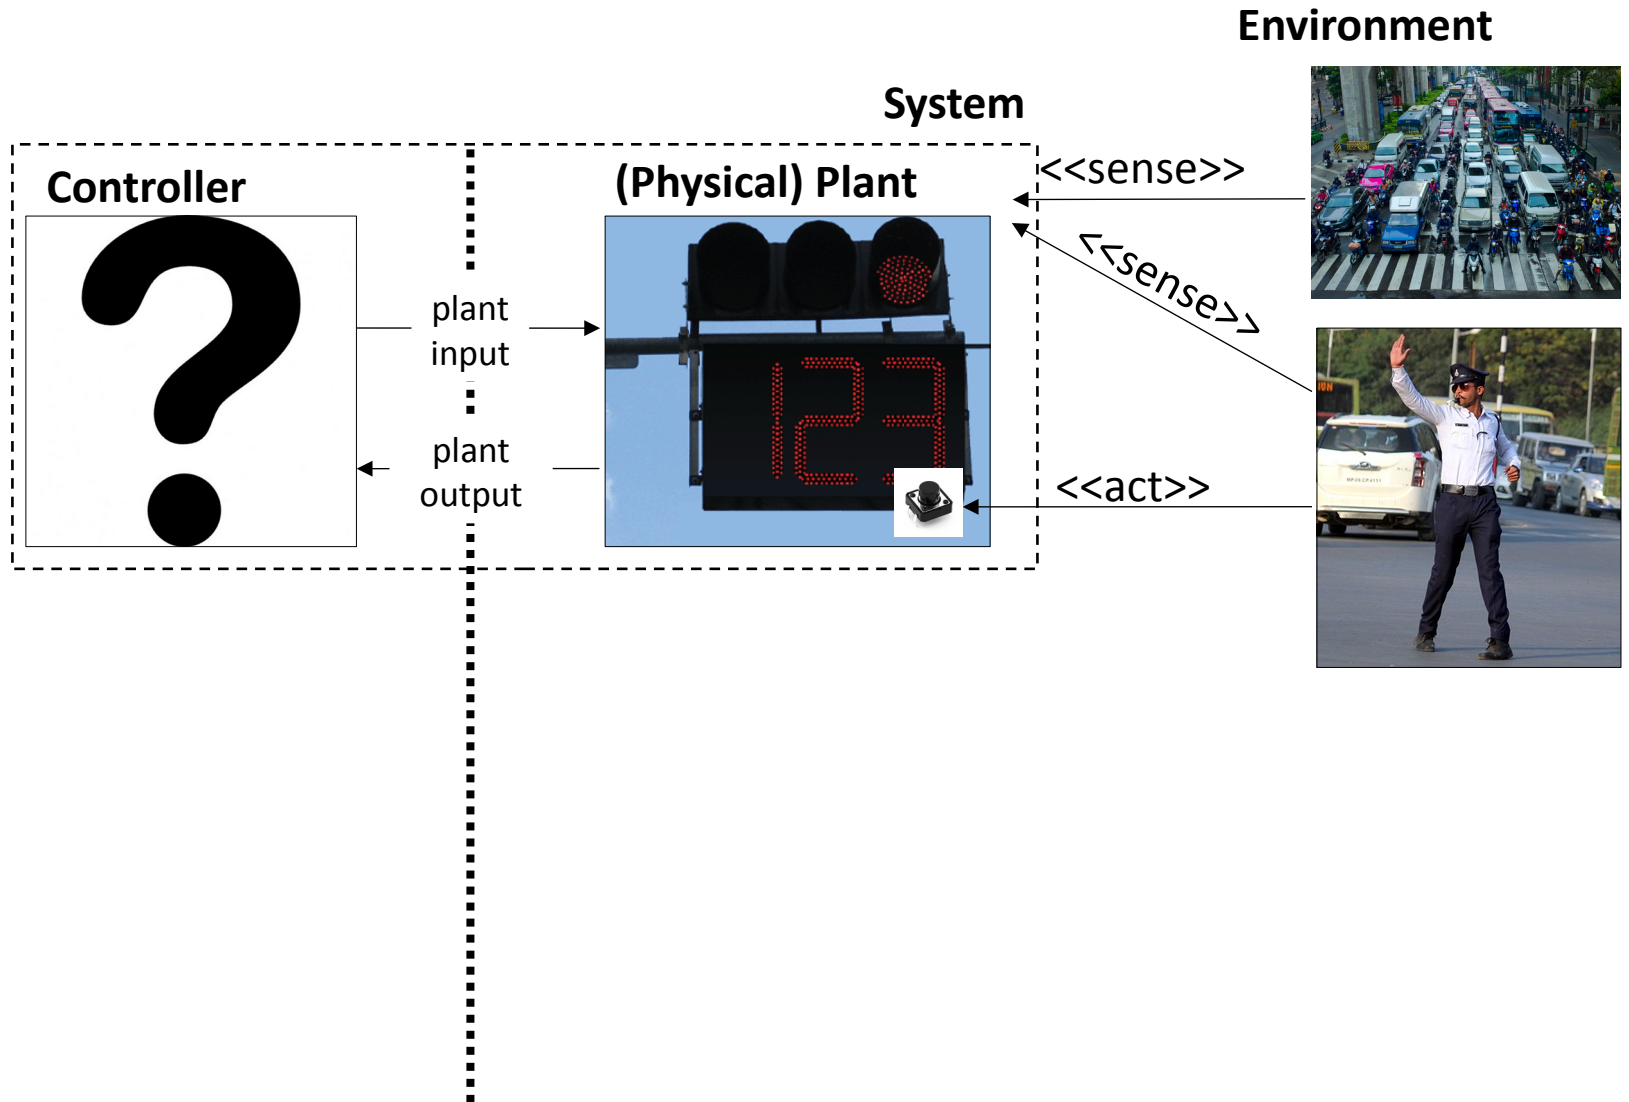 Environment
System
Controller
(Physical) Plant
<<sense>>
<<sense>>
plant
input
123
plant
output
<<act>>